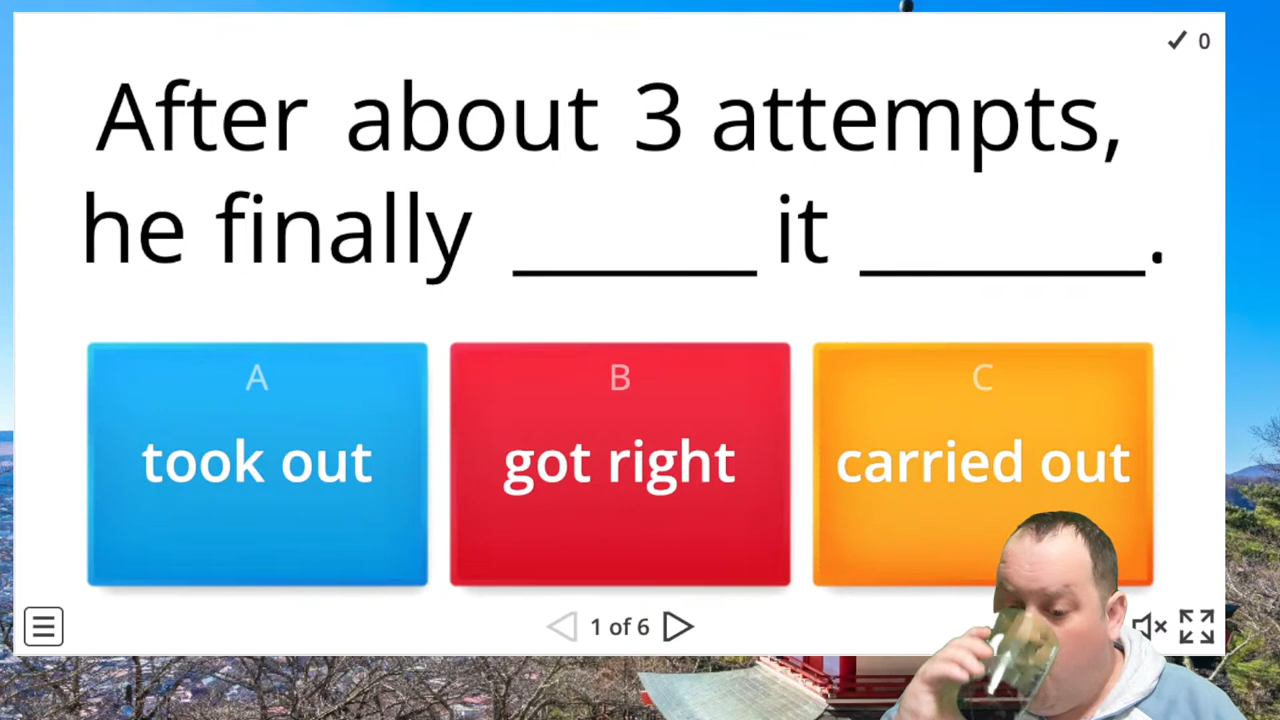 ✓ 0
After about 3 attempts,
he finally ______ it ______.
A
B
C
took out
got right
carried out
1 of 6